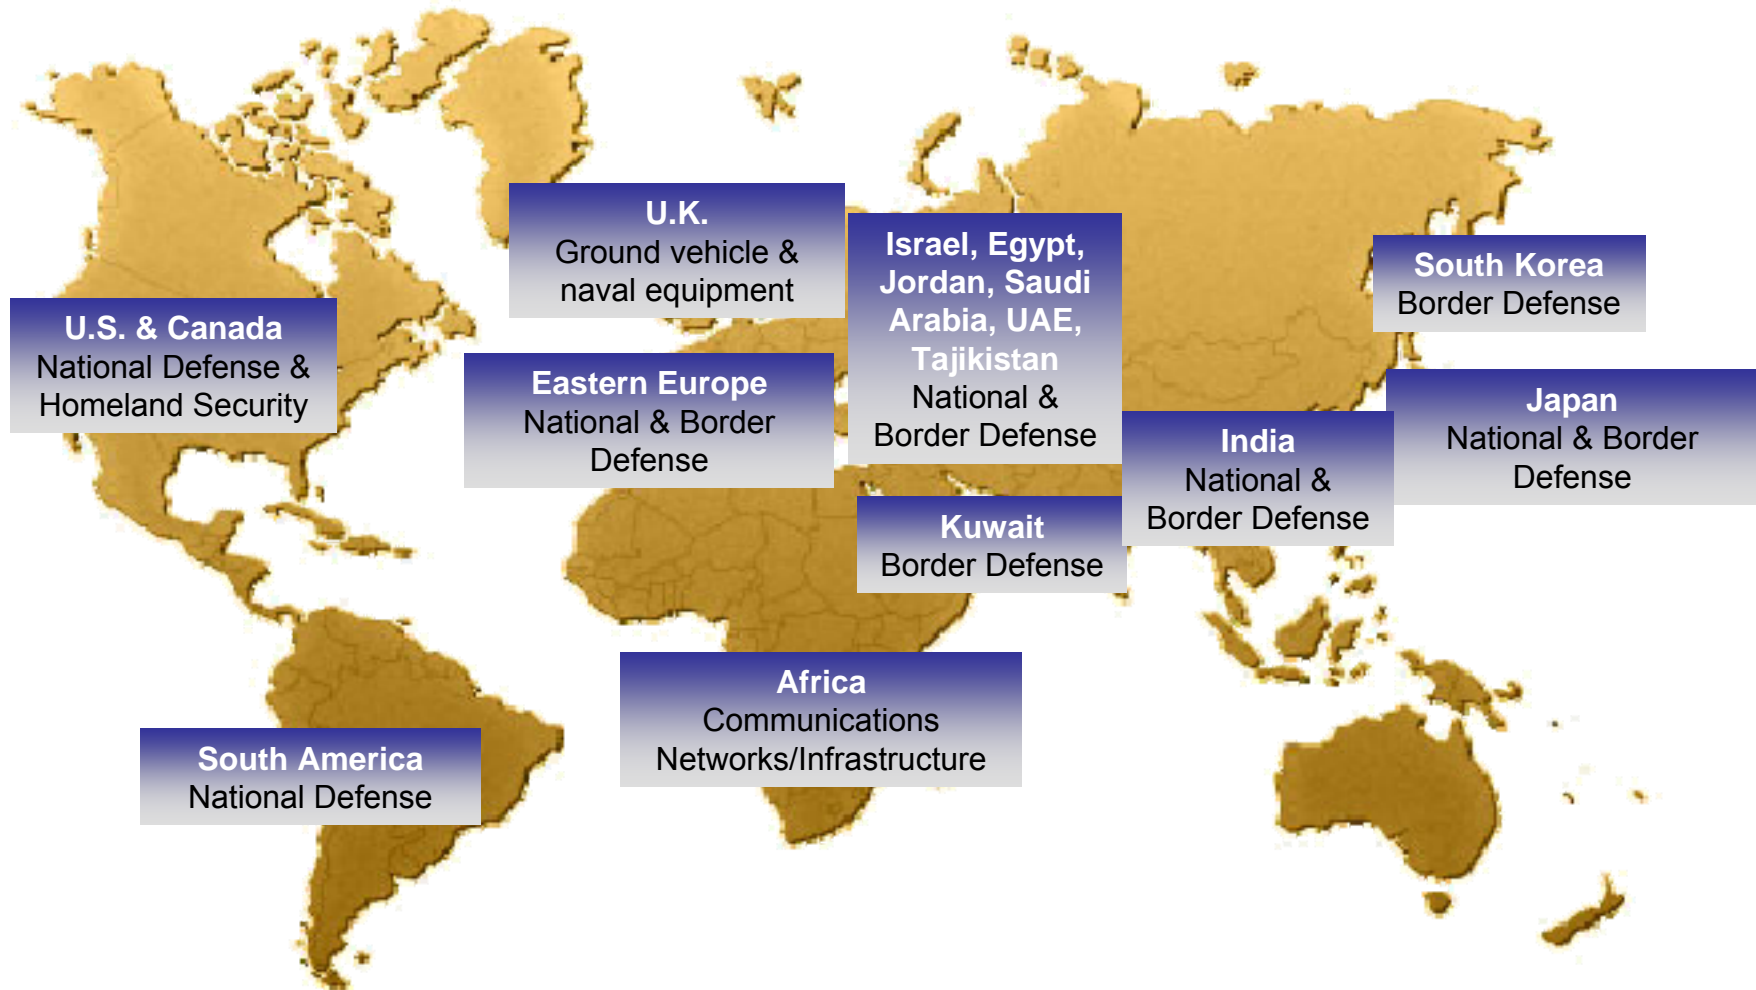 U.K.
Ground vehicle &
naval equipment
Israel, Egypt,
Jordan, Saudi
Arabia, UAE,
Tajikistan
National &
Border Defense
South Korea
Border Defense
U.S. & Canada
National Defense &
Homeland Security
Eastern Europe
National & Border
Defense
Japan
National & Border
Defense
India
National &
Border Defense
Kuwait
Border Defense
Africa
Communications
Networks/Infrastructure
South America
National Defense